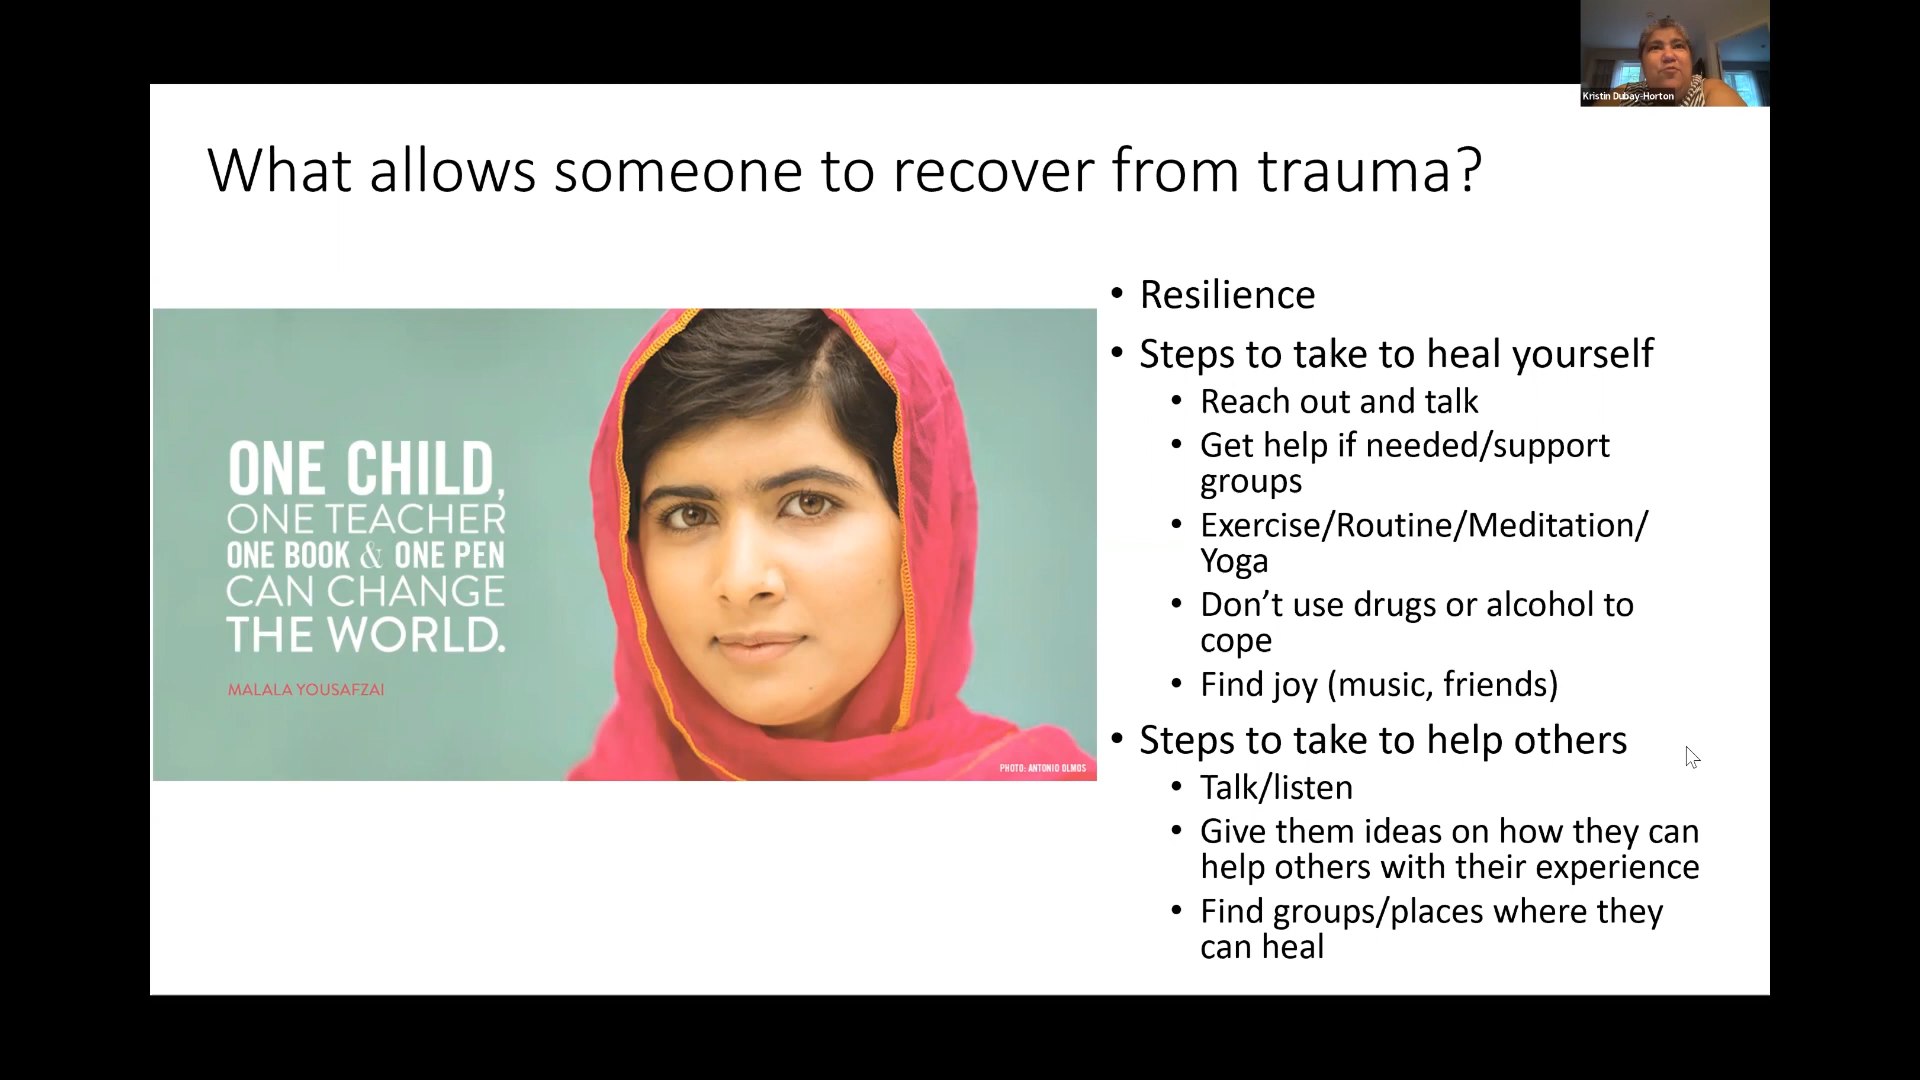 Kristin Dubay-Horton
What allows someone to recover from trauma?
ONE CHILD,
ONE TEACHER
ONE BOOK & ONE PEN
CAN CHANGE
THE WORLD.
MALALA YOUSAFZAI
PHOTO: ANTONIO OLMOS
• Resilience
• Steps to take to heal yourself
• Reach out and talk
• Get help if needed/support
groups
• Exercise/Routine/Meditation/
Yoga
• Don’t use drugs or alcohol to
cope
• Find joy (music, friends)
• Steps to take to help others
• Talk/listen
• Give them ideas on how they can
help others with their experience
• Find groups/places where they
can heal